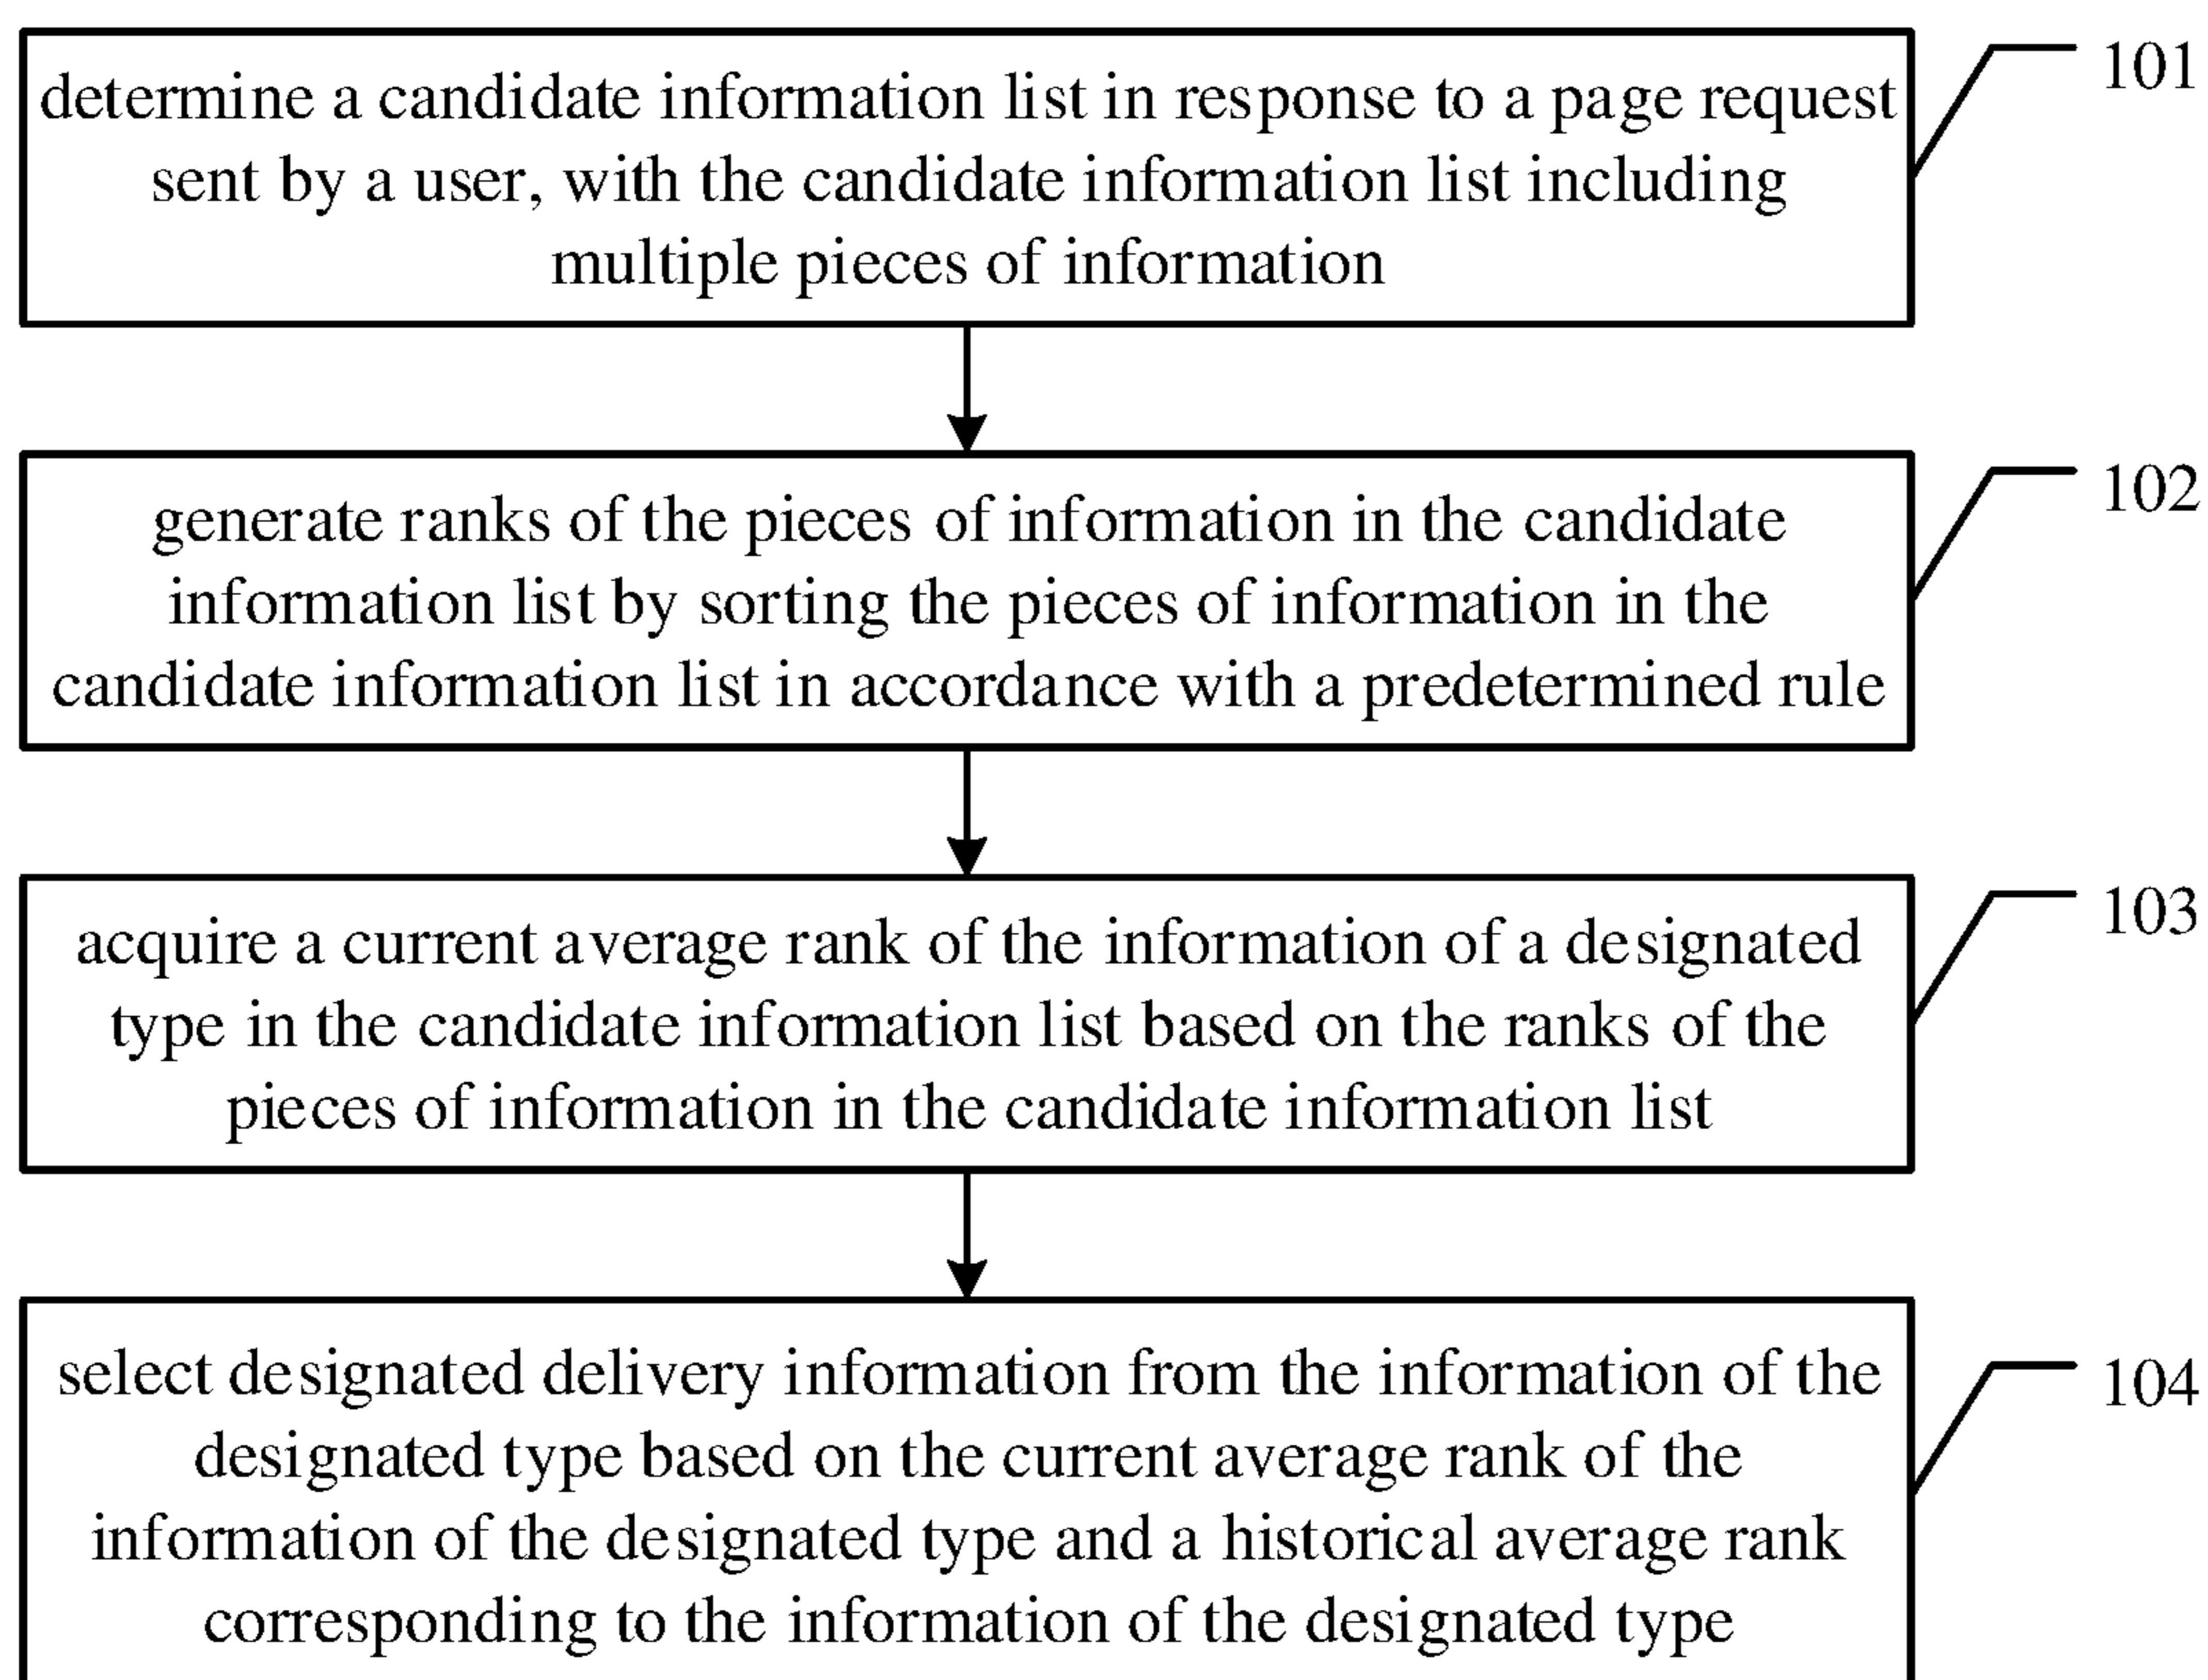 determine a candidate information list in response to a page request
sent by a user, with the candidate information list including
multiple pieces of information
101
generate ranks of the pieces of information in the candidate
information list by sorting the pieces of information in the
candidate information list in accordance with a predetermined rule
102
acquire a current average rank of the information of a designated
type in the candidate information list based on the ranks of the
pieces of information in the candidate information list
103
select designated delivery information from the information of the
designated type based on the current average rank of the
information of the designated type and a historical average rank
corresponding to the information of the designated type
104